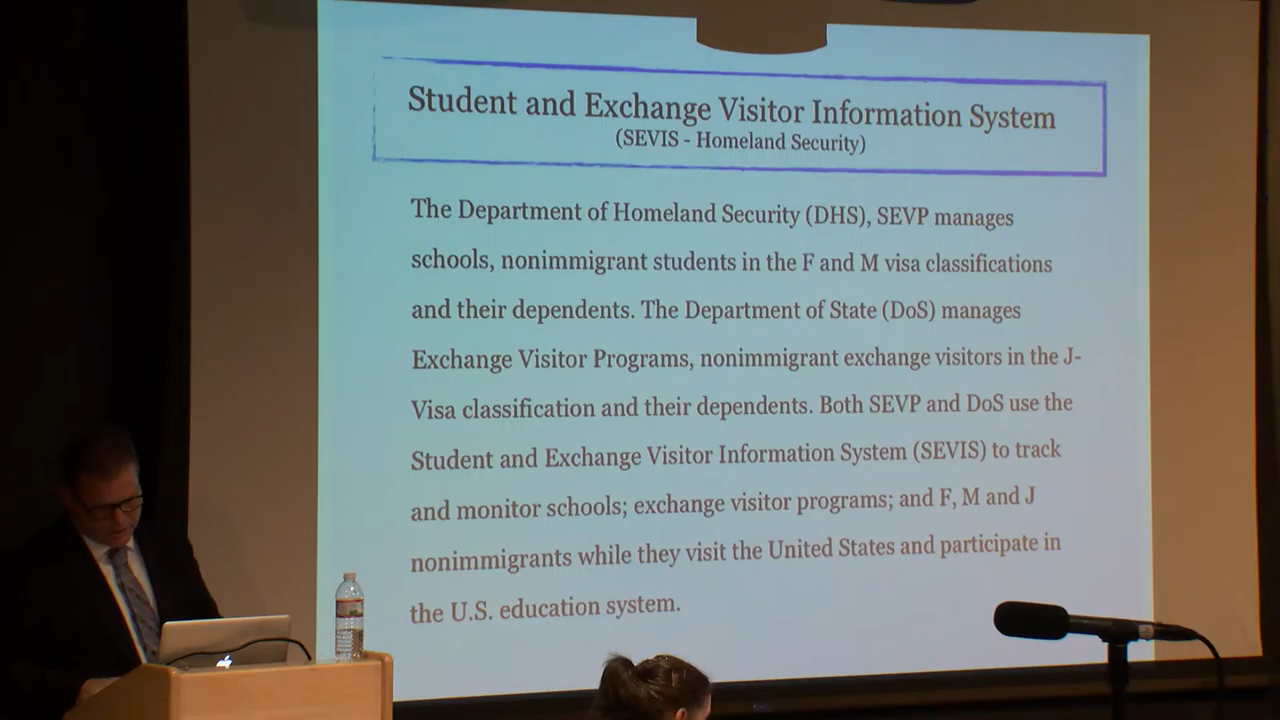 Student and Exchange Visitor Information System
(SEVIS - Homeland Security)
The Department of Homeland Security (DHS), SEVP manages
schools, nonimmigrant students in the F and M visa classifications
and their dependents. The Department of State (DoS) manages
Exchange Visitor Programs, nonimmigrant exchange visitors in the J-
Visa classification and their dependents. Both SEVP and DoS use the
Student and Exchange Visitor Information System (SEVIS) to track
and monitor schools; exchange visitor programs; and F, M and J
nonimmigrants while they visit the United States and participate in
the U.S. education system.